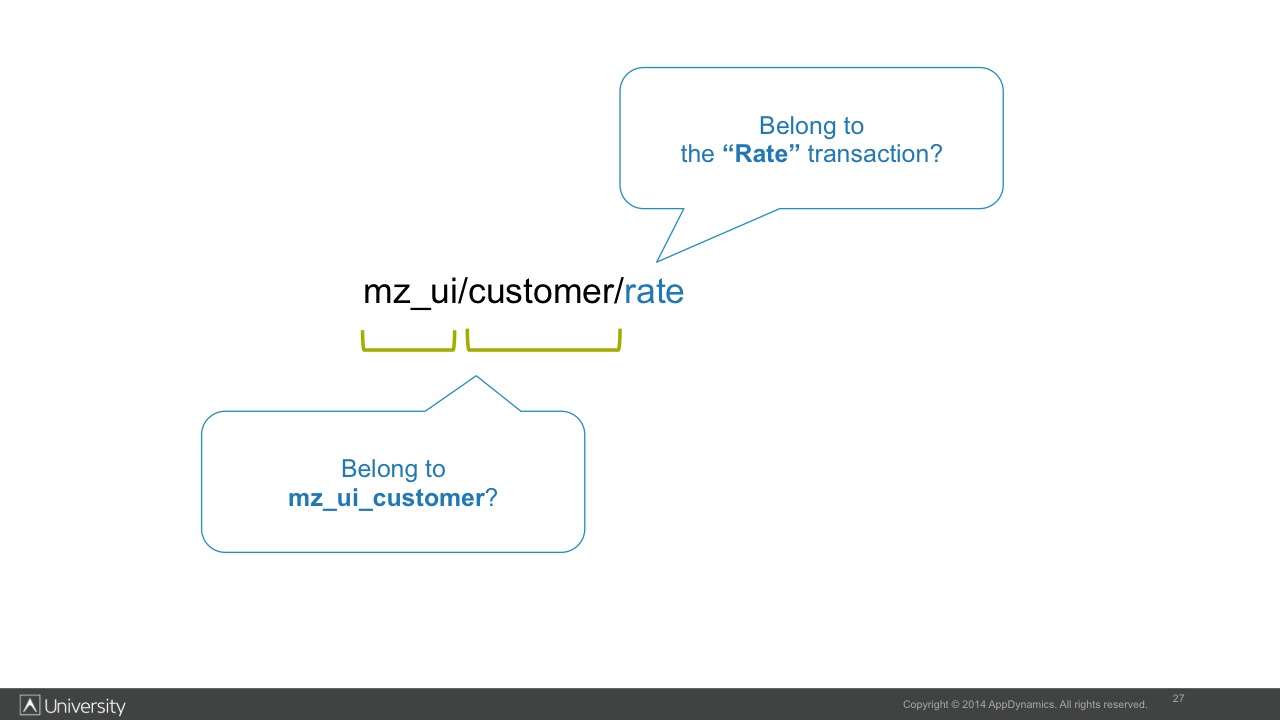 Belong to
the “Rate” transaction?
mz_ui/customer/rate
Belong to
mz_ui_customer?
University
Copyright © 2014 AppDynamics. All rights reserved.
27